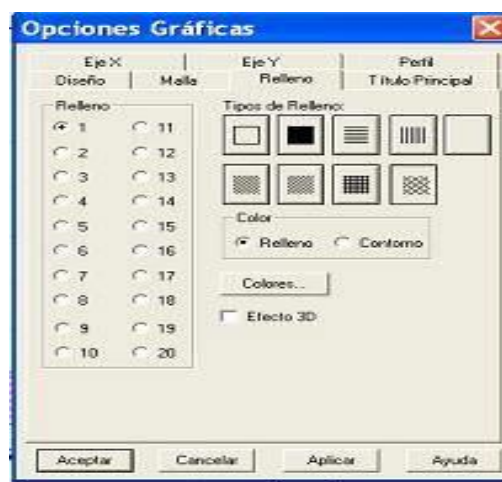 Opciones Gráficas
Eje X Eje Y Perfil
Diseño Malla Relleno Título Principal
Relleno Tipos de Relleno:
1 11
2 12
3 13
4 14
5 15
6 16
7 17
8 18
9 19
10 20
Color
Relleno Contorno
Colores...
Efecto 3D
Aceptar Cancelar Aplicar Ayuda